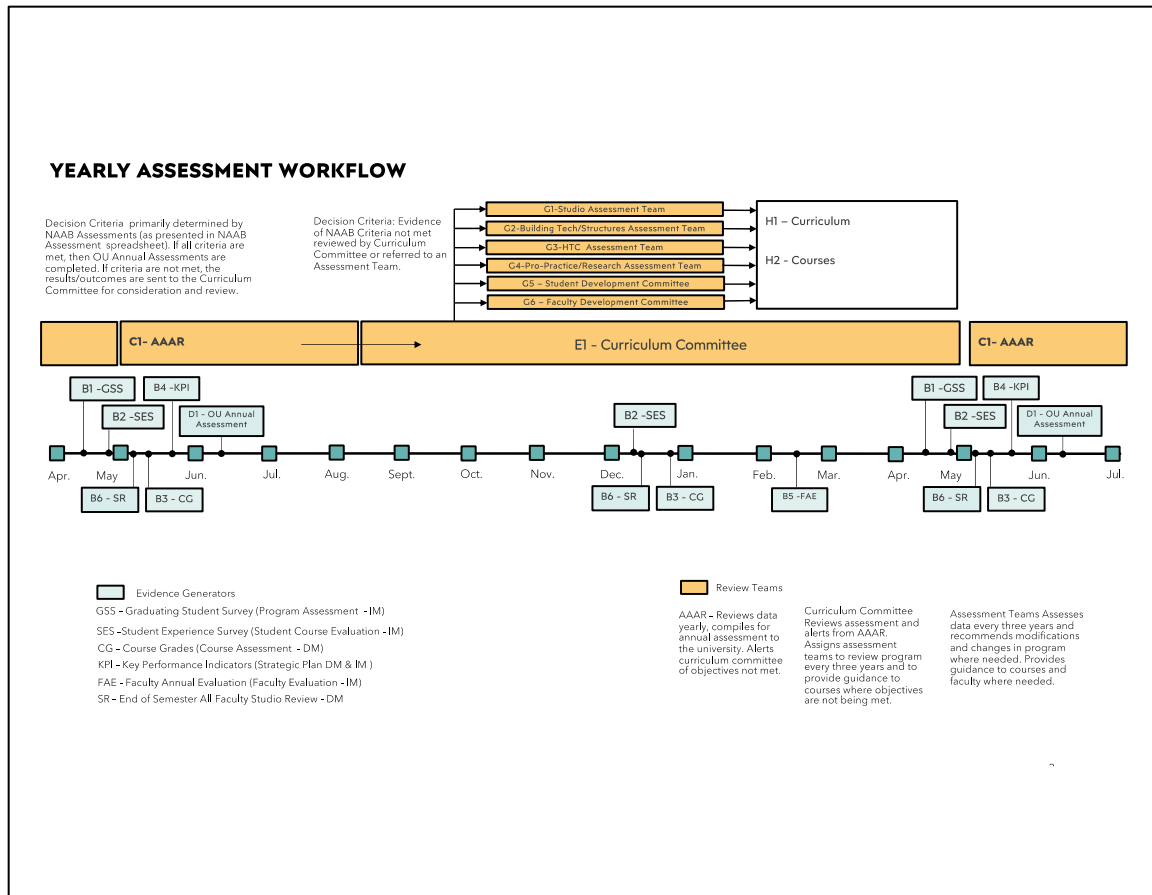 YEARLY ASSESSMENT WORKFLOW
Decision Criteria primarily determined by
NAAB Assessments (as presented in NAAB
Assessment spreadsheet). If all criteria are
met, then OU Annual Assessments are
completed. If criteria are not met, the
results/outcomes are sent to the Curriculum
Committee for consideration and review.
Decision Criteria: Evidence
of NAAB Criteria not met
reviewed by Curriculum
Committee or referred to an
Assessment Team.
G1-Studio Assessment Team
G2-Building Tech/Structures Assessment Team
G3-HTC Assessment Team
G4-Pro-Practice/Research Assessment Team
G5 – Student Development Committee
G6 – Faculty Development Committee
H1 – Curriculum
H2 - Courses
C1- AAAR
E1 - Curriculum Committee
C1- AAAR
B1 -GSS
B4 -KPI
B2 -SES
D1 - OU Annual
Assessment
B2 -SES
B1 -GSS
B4 -KPI
B2 -SES
D1 - OU Annual
Assessment
Apr. May Jun. Jul. Aug. Sept. Oct. Nov. Dec. Jan. Feb. Mar. Apr. May Jun. Jul.
B6 - SR
B3 - CG
B6 - SR
B3 - CG
B5 -FAE
B6 - SR
B3 - CG
Evidence Generators
GSS – Graduating Student Survey (Program Assessment - IM)
SES –Student Experience Survey (Student Course Evaluation - IM)
CG – Course Grades (Course Assessment - DM)
KPI – Key Performance Indicators (Strategic Plan DM & IM )
FAE – Faculty Annual Evaluation (Faculty Evaluation - IM)
SR – End of Semester All Faculty Studio Review - DM
Review Teams
AAAR – Reviews data
yearly, compiles for
annual assessment to
the university. Alerts
curriculum committee
of objectives not met.
Curriculum Committee
Reviews assessment and
alerts from AAAR.
Assigns assessment
teams to review program
every three years and to
provide guidance to
courses where objectives
are not being met.
Assessment Teams Assesses
data every three years and
recommends modifications
and changes in program
where needed. Provides
guidance to courses and
faculty where needed.